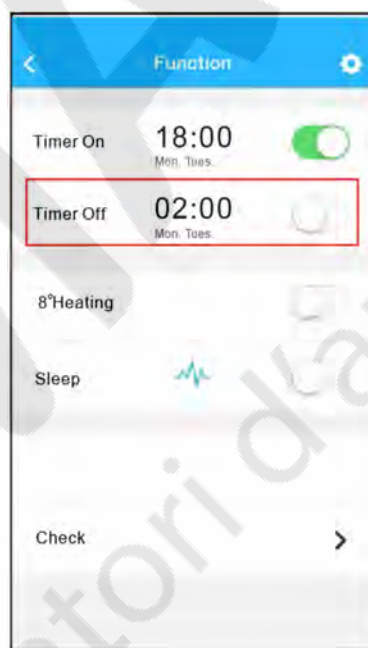 Function
Timer On 18:00
Mon. Tues.
Timer Off 02:00
Mon. Tues.
8°Heating
Sleep
Check